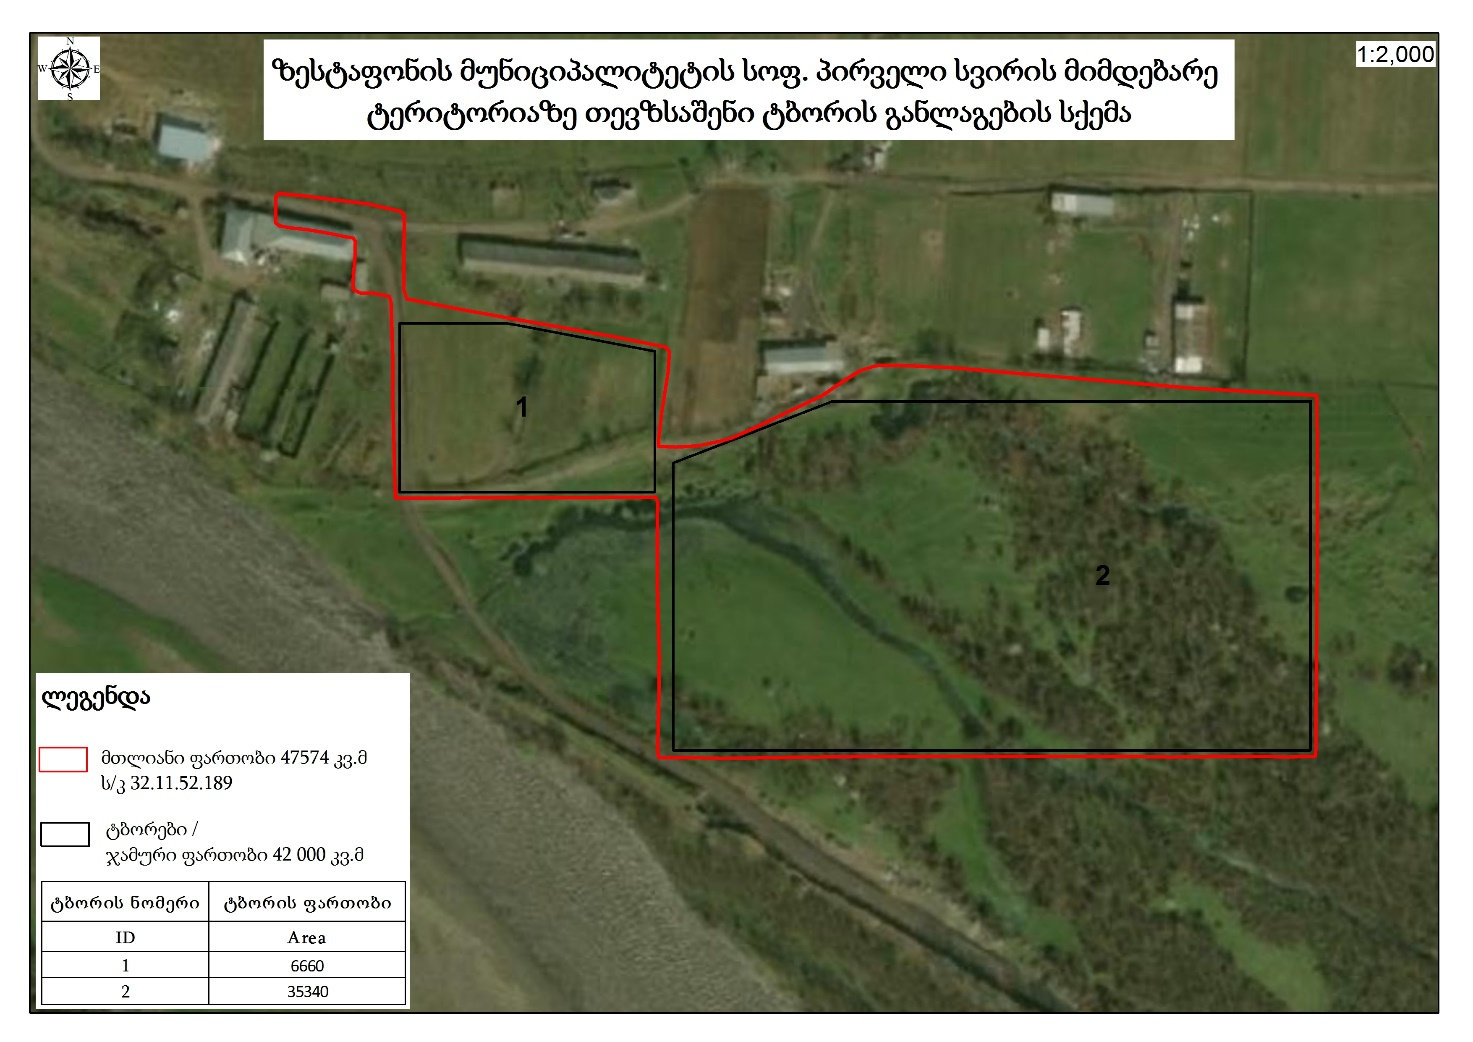 N
W E
S
ზესტაფონის მუნიციპალიტეტის სოფ. პირველი სვირის მიმდებარე
ტერიტორიაზე თევზსაშენი ტბორის განლაგების სქემა
1:2,000
1
2
ლეგენდა
მთლიანი ფართობი 47574 კვ.მ
ს/კ 32.11.52.189
ტბორები /
ჯამური ფართობი 42 000 კვ.მ
ტბორის ნომერი ტბორის ფართობი
ID Area
1 6660
2 35340